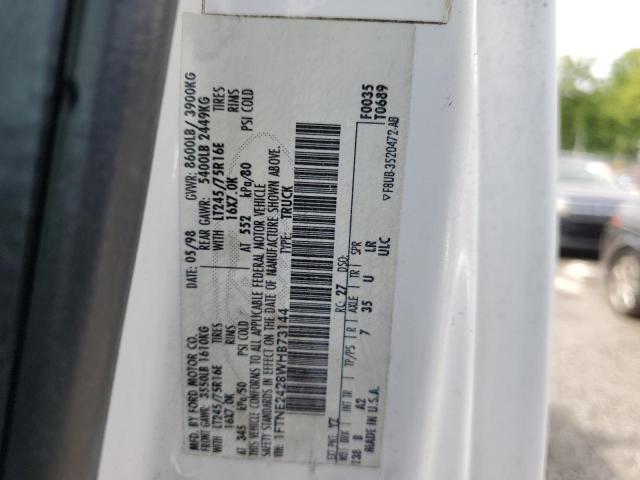 MFD. BY FORD MOTOR CO.
DATE: 05/98 GVWR: 8600LB/ 3900KG
FRONT GAWR: 3550LB 1610KG REAR GAWR: 5400LB 2449KG
WITH LT245/75R16E TIRES WITH LT245/75R16E TIRES
16X7.0K RIMS 16X7.0K RIMS
AT 345 kPa/50 PSI COLD AT 552 kPa/80 PSI COLD
THIS VEHICLE CONFORMS TO ALL APPLICABLE FEDERAL MOTOR VEHICLE
SAFETY STANDARDS IN EFFECT ON THE DATE OF MANUFACTURE SHOWN ABOVE.
VIN: 1FTNE2428WHB73144 TYPE: TRUCK
F0035
T0689
EXT PNT: YZ RC: 27 DSO:
WB BRK INT TR TP/PS R AXLE TR SPR
138 B A2 7 35 U LR
MADE IN U.S.A. ULC
F8UB-3520472-AB